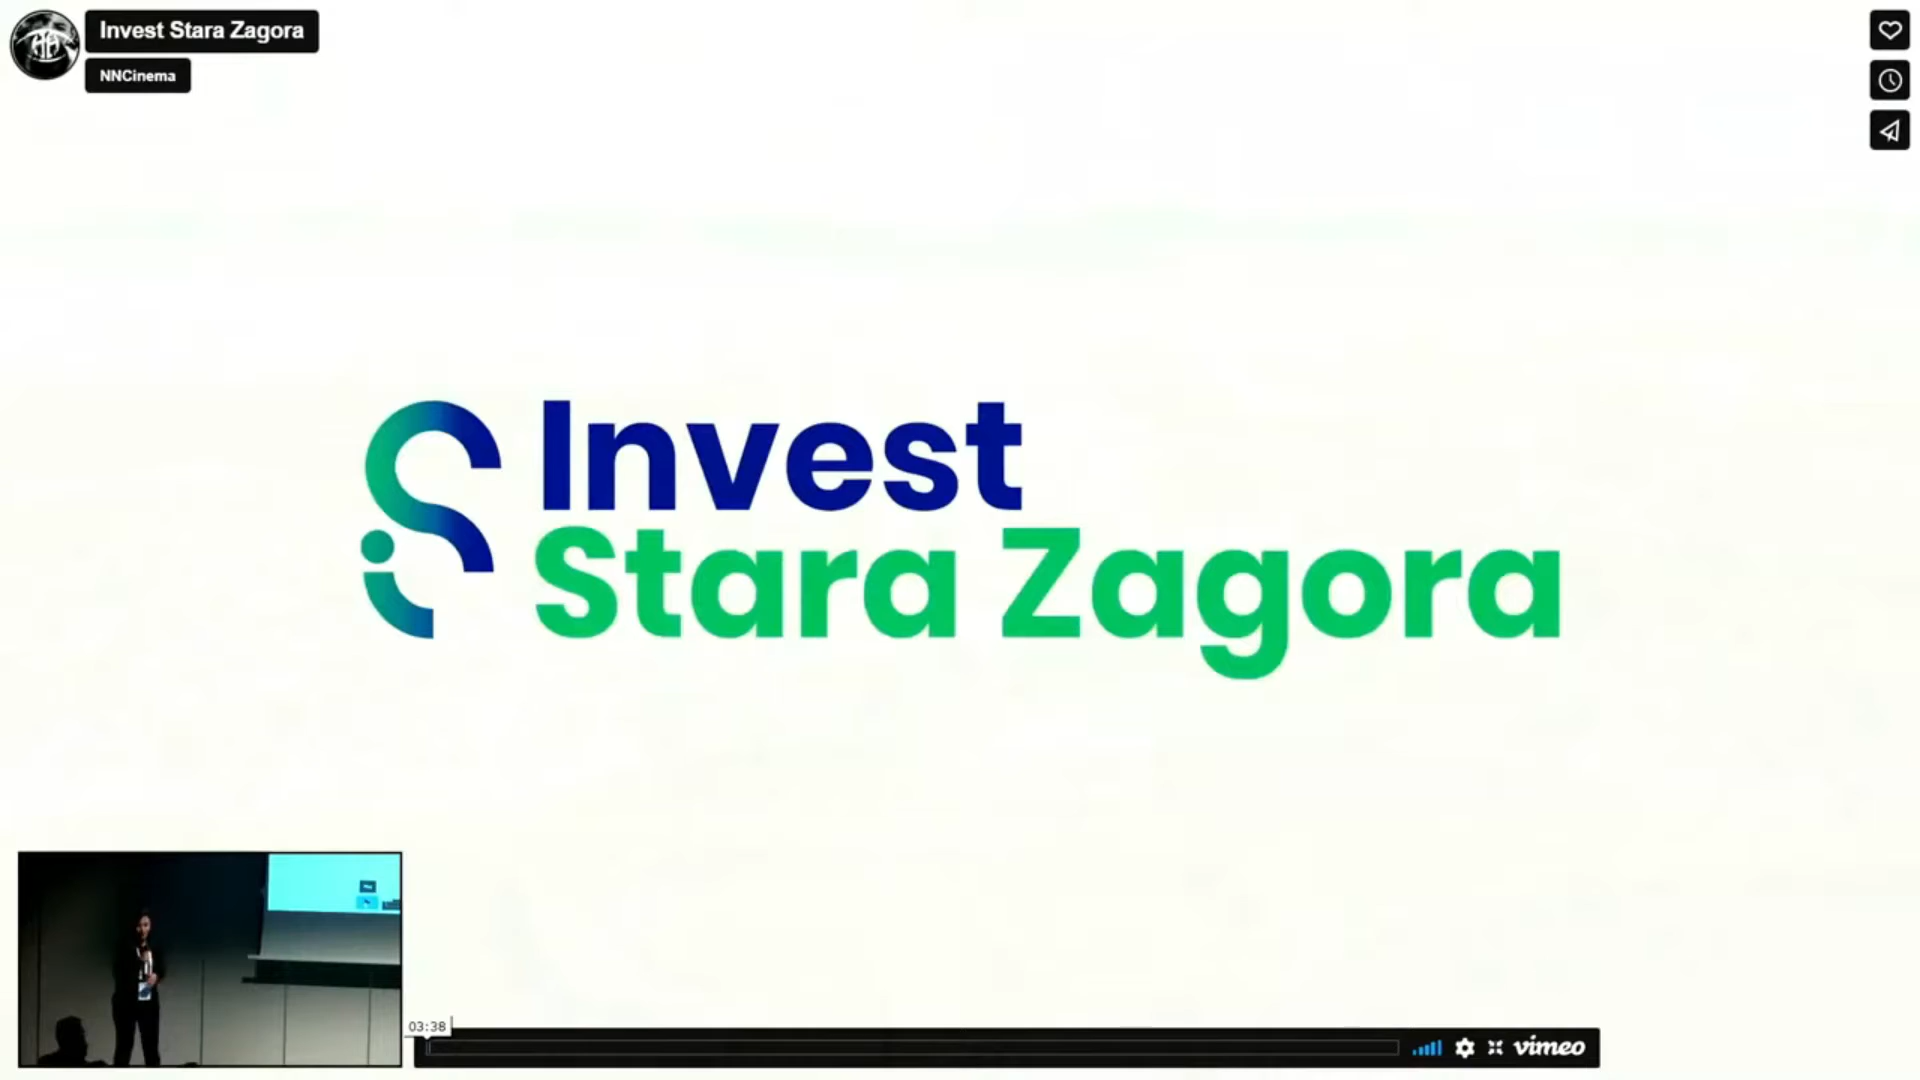 Invest Stara Zagora
NNCinema
Invest
Stara Zagora
03:38
vimeo